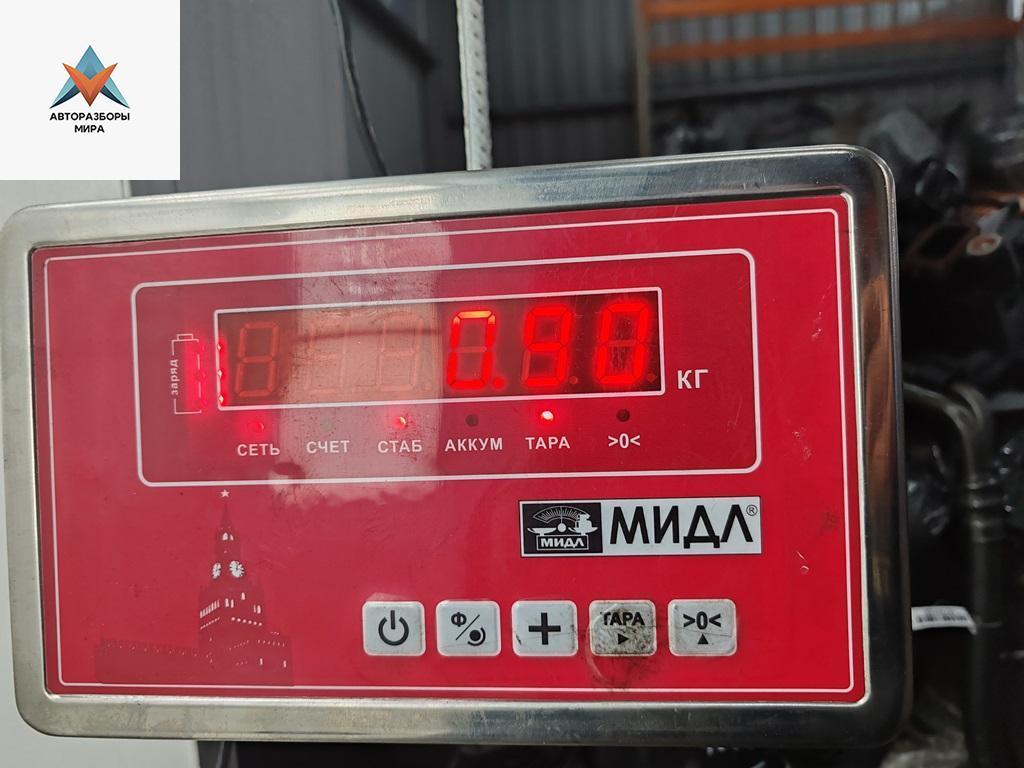 АВТОРАЗБОРЫ
МИРА
заряд
0.90
КГ
СЕТЬ СЧЕТ СТАБ АККУМ ТАРА >0<
МИДЛ МИДЛ®
Ф/ + ТАРА >0<